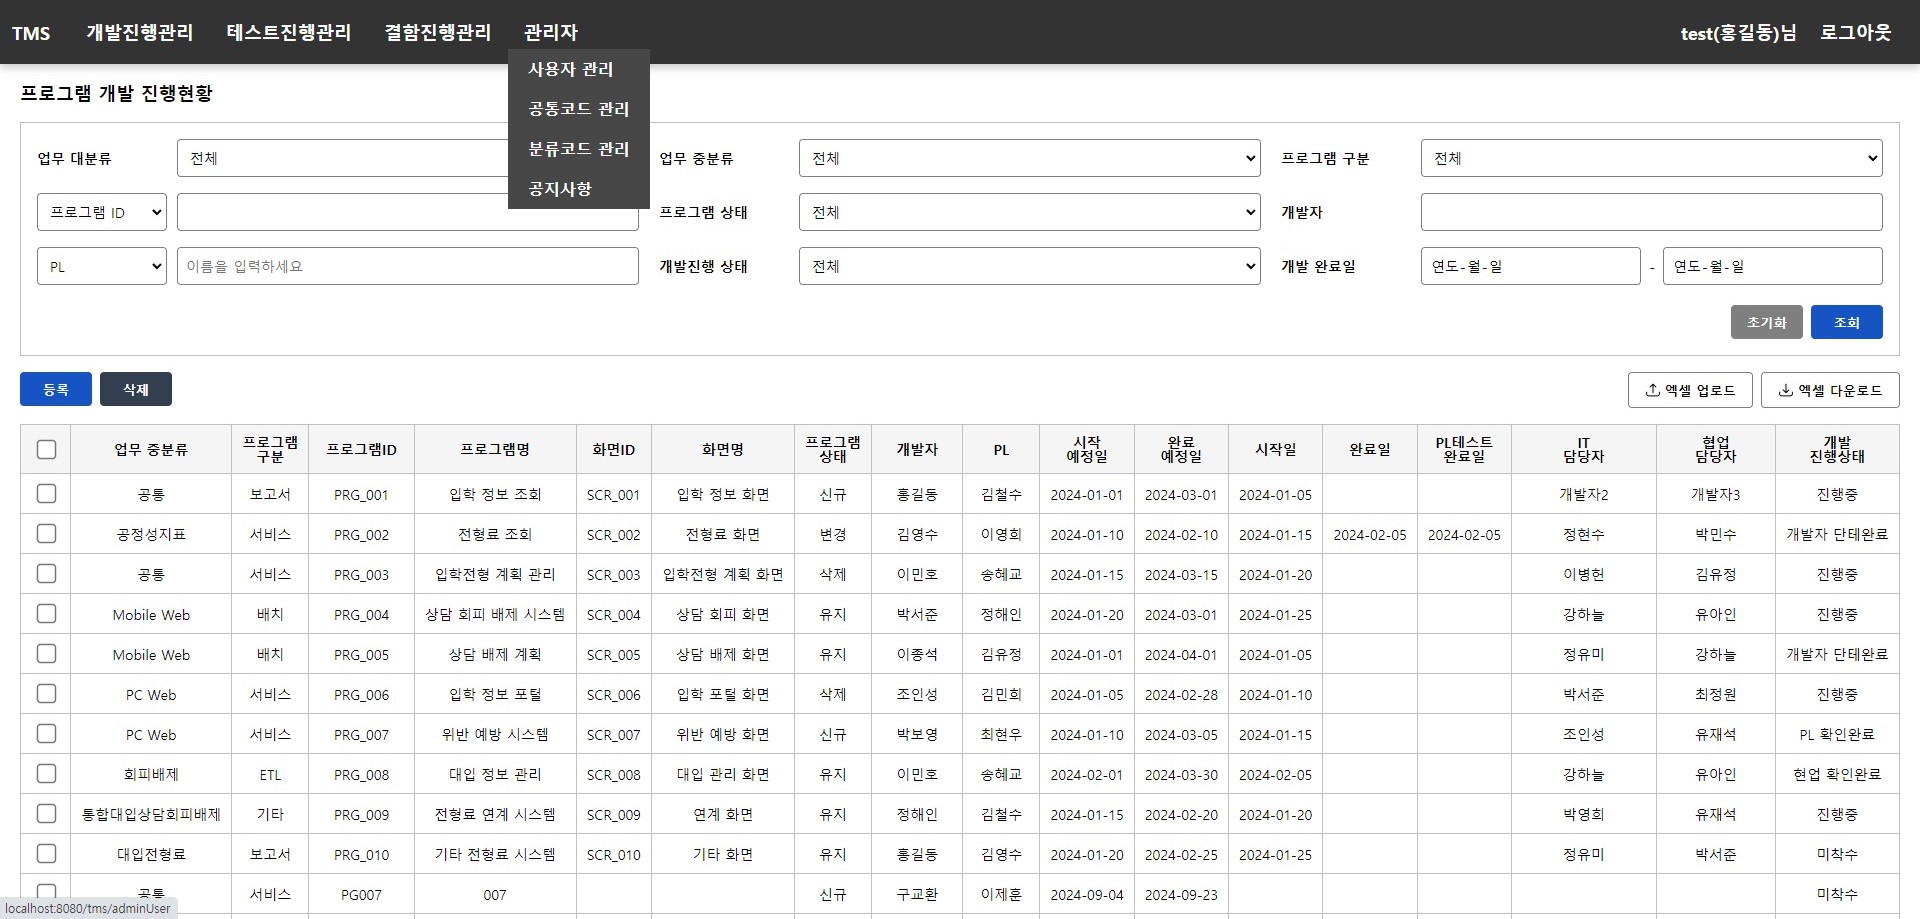 TMS 개발진행관리 테스트진행관리 결함진행관리 관리자 test(홍길동)님 로그아웃
사용자 관리
공통코드 관리
분류코드 관리
공지사항
프로그램 개발 진행현황
업무 대분류 전체 업무 중분류 전체 프로그램 구분 전체
프로그램 ID 프로그램 상태 전체 개발자
PL 이름을 입력하세요 개발진행 상태 전체 개발 완료일 연도-월-일 - 연도-월-일
초기화 조회
등록 삭제 엑셀 업로드 엑셀 다운로드
업무 중분류 프로그램 구분 프로그램ID 프로그램명 화면ID 화면명 프로그램 상태 개발자 PL 시작 예정일 완료 예정일 시작일 완료일 PL테스트 완료일 IT 담당자 협업 담당자 개발 진행상태
공통 보고서 PRG_001 입학 정보 조회 SCR_001 입학 정보 화면 신규 홍길동 김철수 2024-01-01 2024-03-01 2024-01-05 개발자2 개발자3 진행중
공정성지표 서비스 PRG_002 전형료 조회 SCR_002 전형료 화면 변경 김영수 이영희 2024-01-10 2024-02-10 2024-01-15 2024-02-05 2024-02-05 정현수 박민수 개발자 단테완료
공통 서비스 PRG_003 입학전형 계획 관리 SCR_003 입학전형 계획 화면 삭제 이민호 송혜교 2024-01-15 2024-03-15 2024-01-20 이병헌 김유정 진행중
Mobile Web 배치 PRG_004 상담 회피 배제 시스템 SCR_004 상담 회피 화면 유지 박서준 정해인 2024-01-20 2024-03-01 2024-01-25 강하늘 유아인 진행중
Mobile Web 배치 PRG_005 상담 배제 계획 SCR_005 상담 배제 화면 유지 이종석 김유정 2024-01-01 2024-04-01 2024-01-05 정유미 강하늘 개발자 단테완료
PC Web 서비스 PRG_006 입학 정보 포털 SCR_006 입학 포털 화면 삭제 조인성 김민희 2024-01-05 2024-02-28 2024-01-10 박서준 최정원 진행중
PC Web 서비스 PRG_007 위반 예방 시스템 SCR_007 위반 예방 화면 신규 박보영 최현우 2024-01-10 2024-03-05 2024-01-15 조인성 유재석 PL 확인완료
회피배제 ETL PRG_008 대입 정보 관리 SCR_008 대입 관리 화면 유지 이민호 송혜교 2024-02-01 2024-03-30 2024-02-05 강하늘 유아인 현업 확인완료
통합대입상담회피배제 기타 PRG_009 전형료 연계 시스템 SCR_009 연계 화면 유지 정해인 김철수 2024-01-15 2024-02-20 2024-01-20 박영희 유재석 진행중
대입전형료 보고서 PRG_010 기타 전형료 시스템 SCR_010 기타 화면 유지 홍길동 김영수 2024-01-20 2024-02-25 2024-01-25 정유미 박서준 미착수
공통 서비스 PG007 007 신규 구교환 이제훈 2024-09-04 2024-09-23 미착수
localhost:8080/tms/adminUser